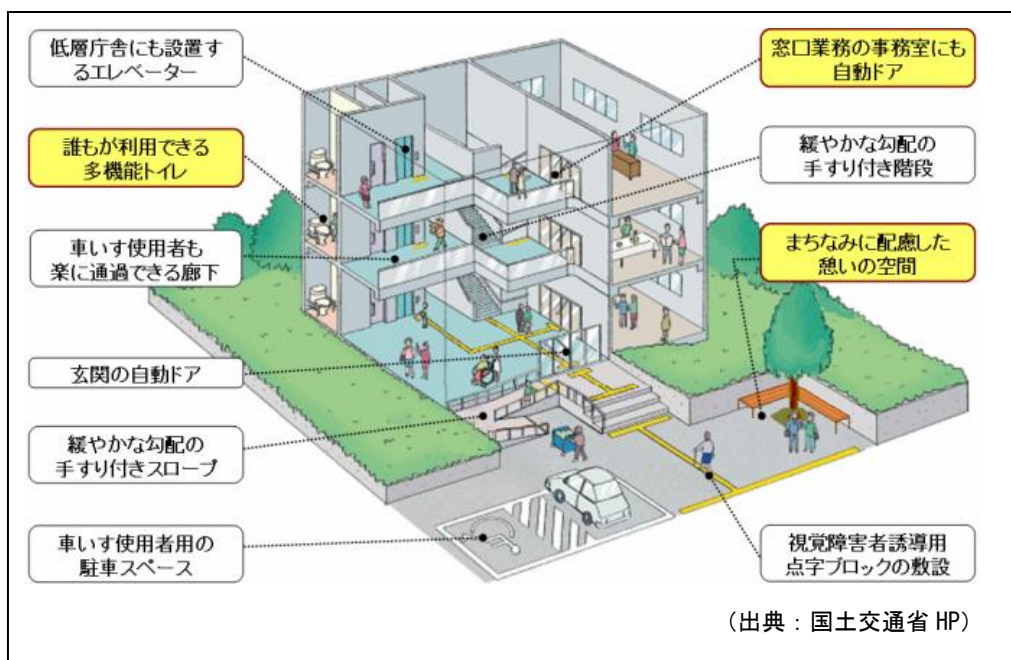 低層庁舎にも設置す
るエレベーター
誰もが利用できる
多機能トイレ
車いす使用者も
楽に通過できる廊下
玄関の自動ドア
緩やかな勾配の
手すり付きスロープ
車いす使用者用の
駐車スペース
窓口業務の事務室にも
自動ドア
緩やかな勾配の
手すり付き階段
まちなみに配慮した
憩いの空間
視覚障害者誘導用
点字ブロックの敷設
（出典：国土交通省 HP）